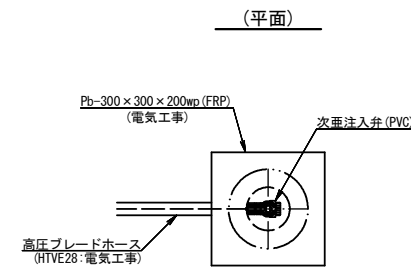 (平面)
Pb-300×300×200wp(FRP)
(電気工事)
次亜注入弁(PVC)
高圧ブレードホース
(HTVE28:電気工事)